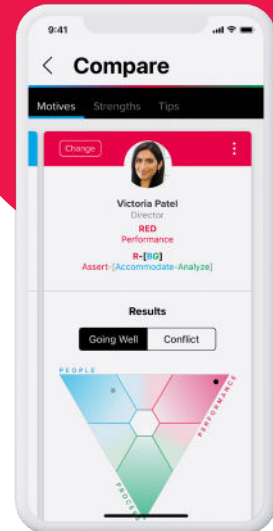 9:41
Compare
Motives Strengths Tips
Change
Victoria Patel
Director
RED
Performance
R-[BG]
Assert-[Accommodate-Analyze]
Results
Going Well Conflict
PEOPLE
PERFORMANCE
PROCESS